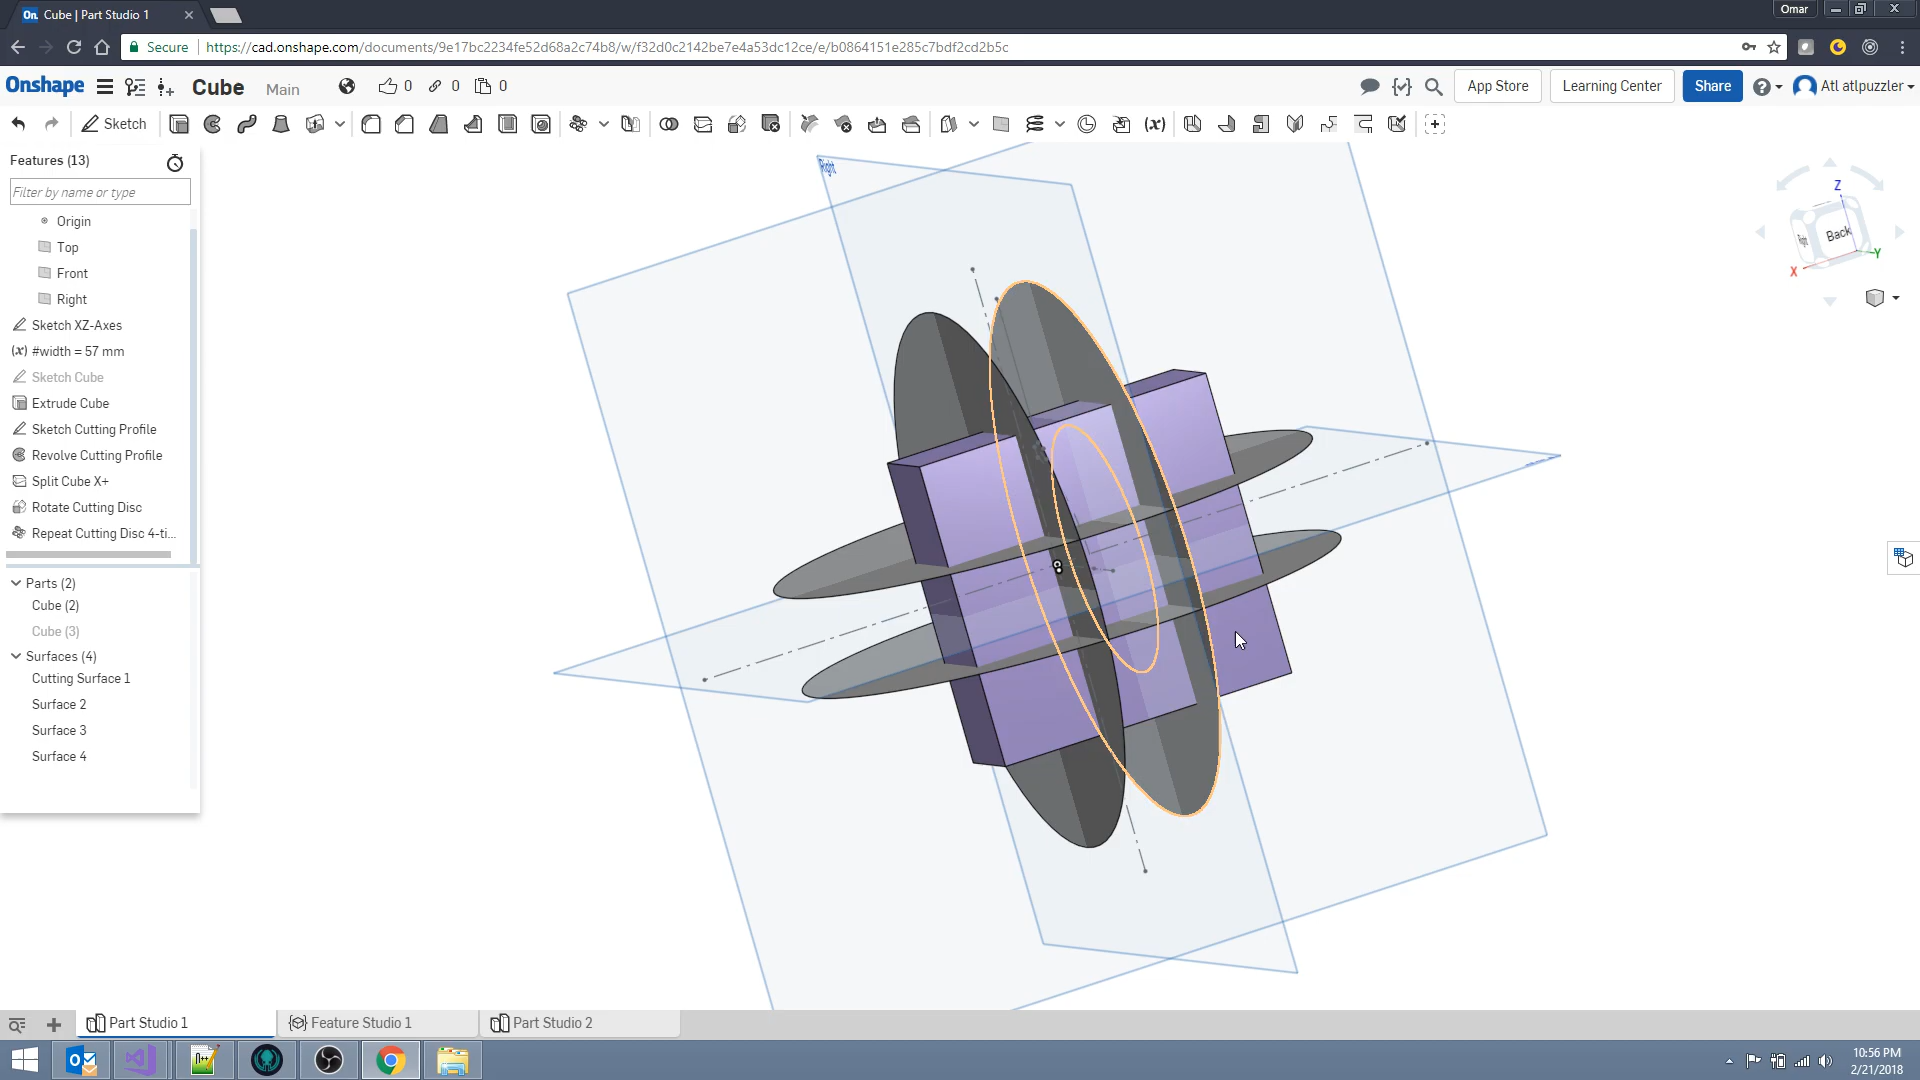 Cube | Part Studio 1
Omar
Secure
https://cad.onshape.com/documents/9e17bc2234fe52d68a2c74b8/w/f32d0c2142be7e4a53dc12ce/e/b0864151e285c7bdf2cd2b5c
Onshape
Cube
Main
0
0
0
App Store
Learning Center
Share
Atl atlpuzzler
Sketch
(x)
Features (13)
Filter by name or type
Origin
Top
Front
Right
Sketch XZ-Axes
(x) #width = 57 mm
Sketch Cube
Extrude Cube
Sketch Cutting Profile
Revolve Cutting Profile
Split Cube X+
Rotate Cutting Disc
Repeat Cutting Disc 4-ti...
Parts (2)
Cube (2)
Cube (3)
Surfaces (4)
Cutting Surface 1
Surface 2
Surface 3
Surface 4
Right
Z
Back
Y
X
Part Studio 1
Feature Studio 1
Part Studio 2
10:56 PM
2/21/2018